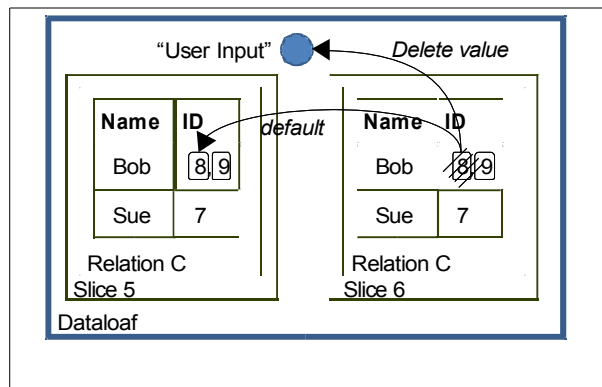 “User Input” Delete value
Name ID default Name ID
Bob 8,9 Bob 8,9
Sue 7 Sue 7
Relation C Relation C
Slice 5 Slice 6
Dataloaf